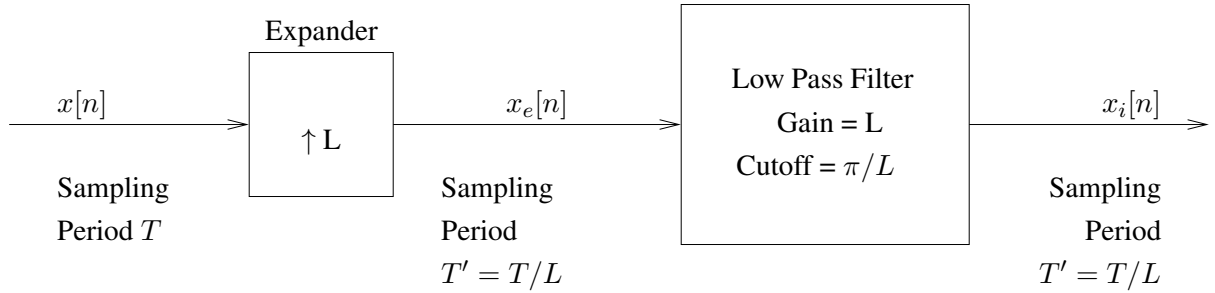 Expander
x[n]
↑ L
x_e[n]
Low Pass Filter
Gain = L
Cutoff = π/L
x_i[n]
Sampling
Period T
Sampling
Period
T' = T/L
Sampling
Period
T' = T/L